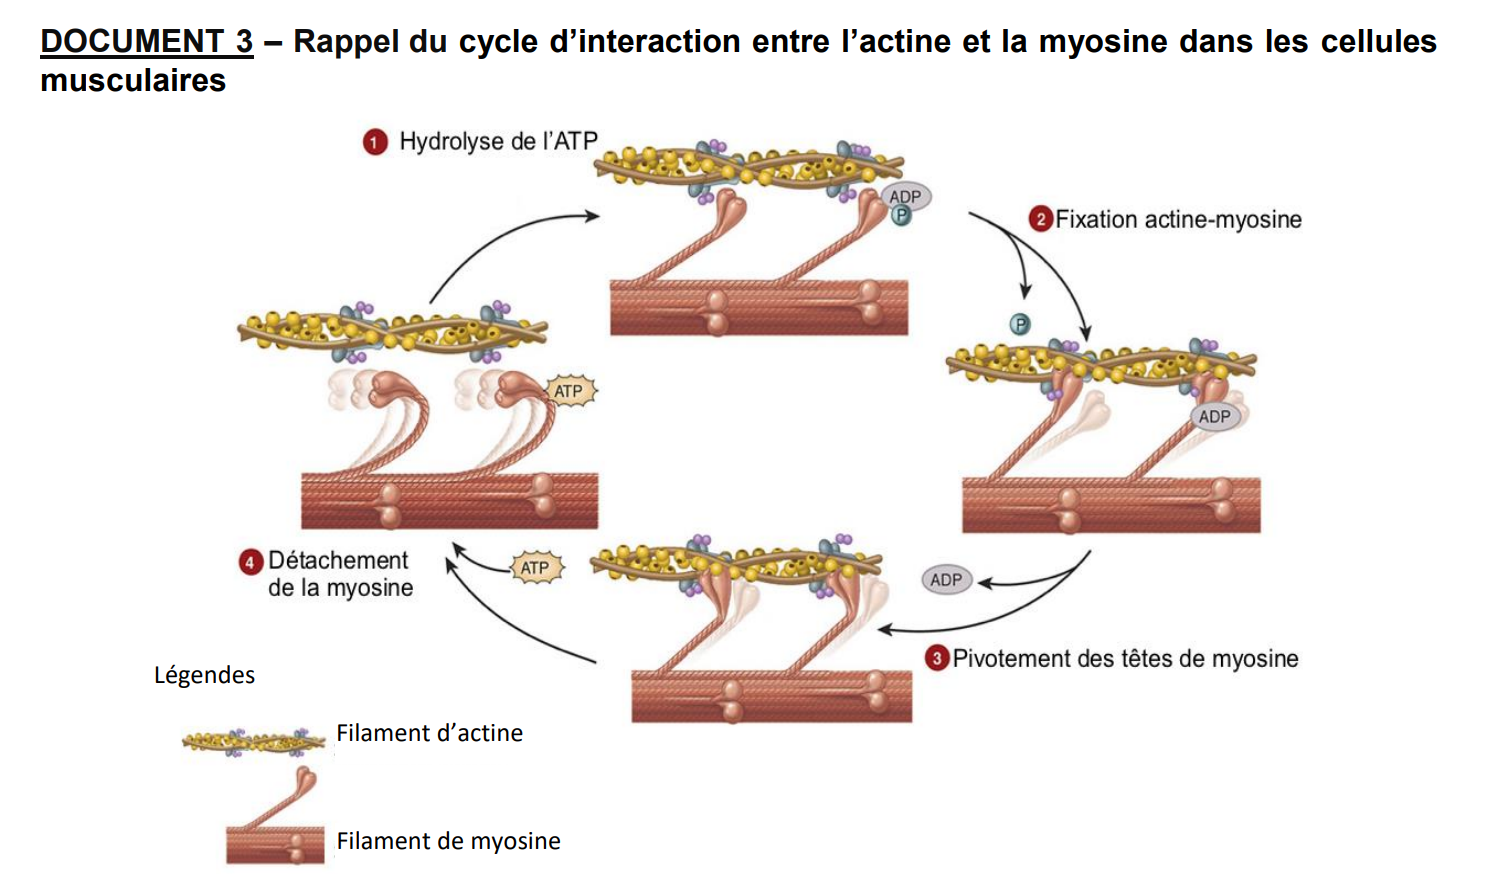 DOCUMENT 3 – Rappel du cycle d’interaction entre l’actine et la myosine dans les cellules
musculaires
1 Hydrolyse de l’ATP
ADP
P
2 Fixation actine-myosine
P
ATP
ADP
4 Détachement
de la myosine
ATP
ADP
3 Pivotement des têtes de myosine
Légendes
Filament d’actine
Filament de myosine